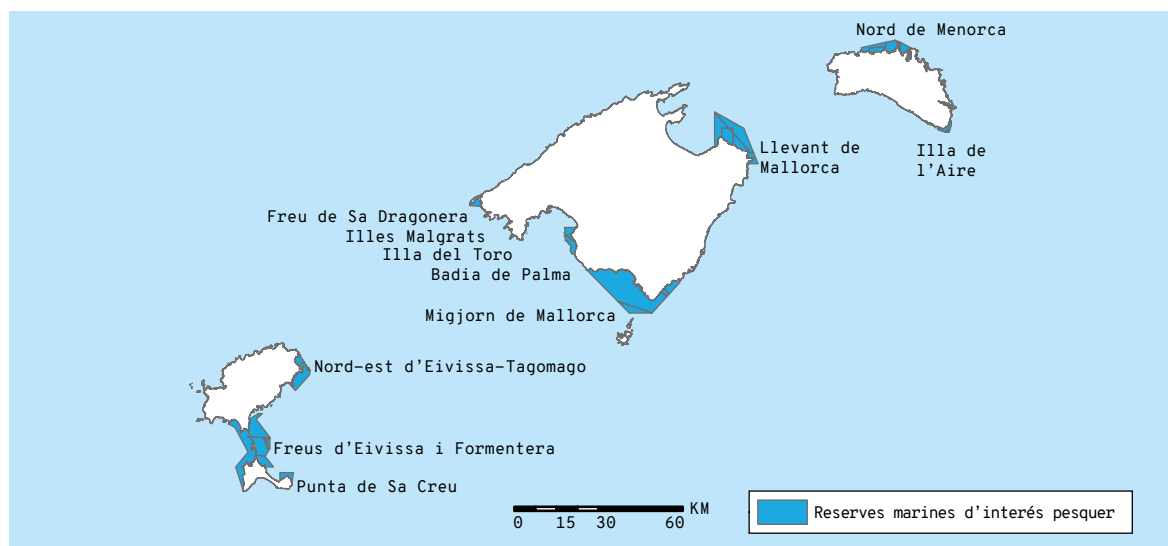 Nord de Menorca
Llevant de
Mallorca
Illa de
l'Aire
Freu de Sa Dragonera
Illes Malgrats
Illa del Toro
Badia de Palma
Migjorn de Mallorca
Nord-est d'Eivissa-Tagomago
Freus d'Eivissa i Formentera
Punta de Sa Creu
KM
0 15 30 60
Reserves marines d'interés pesquer